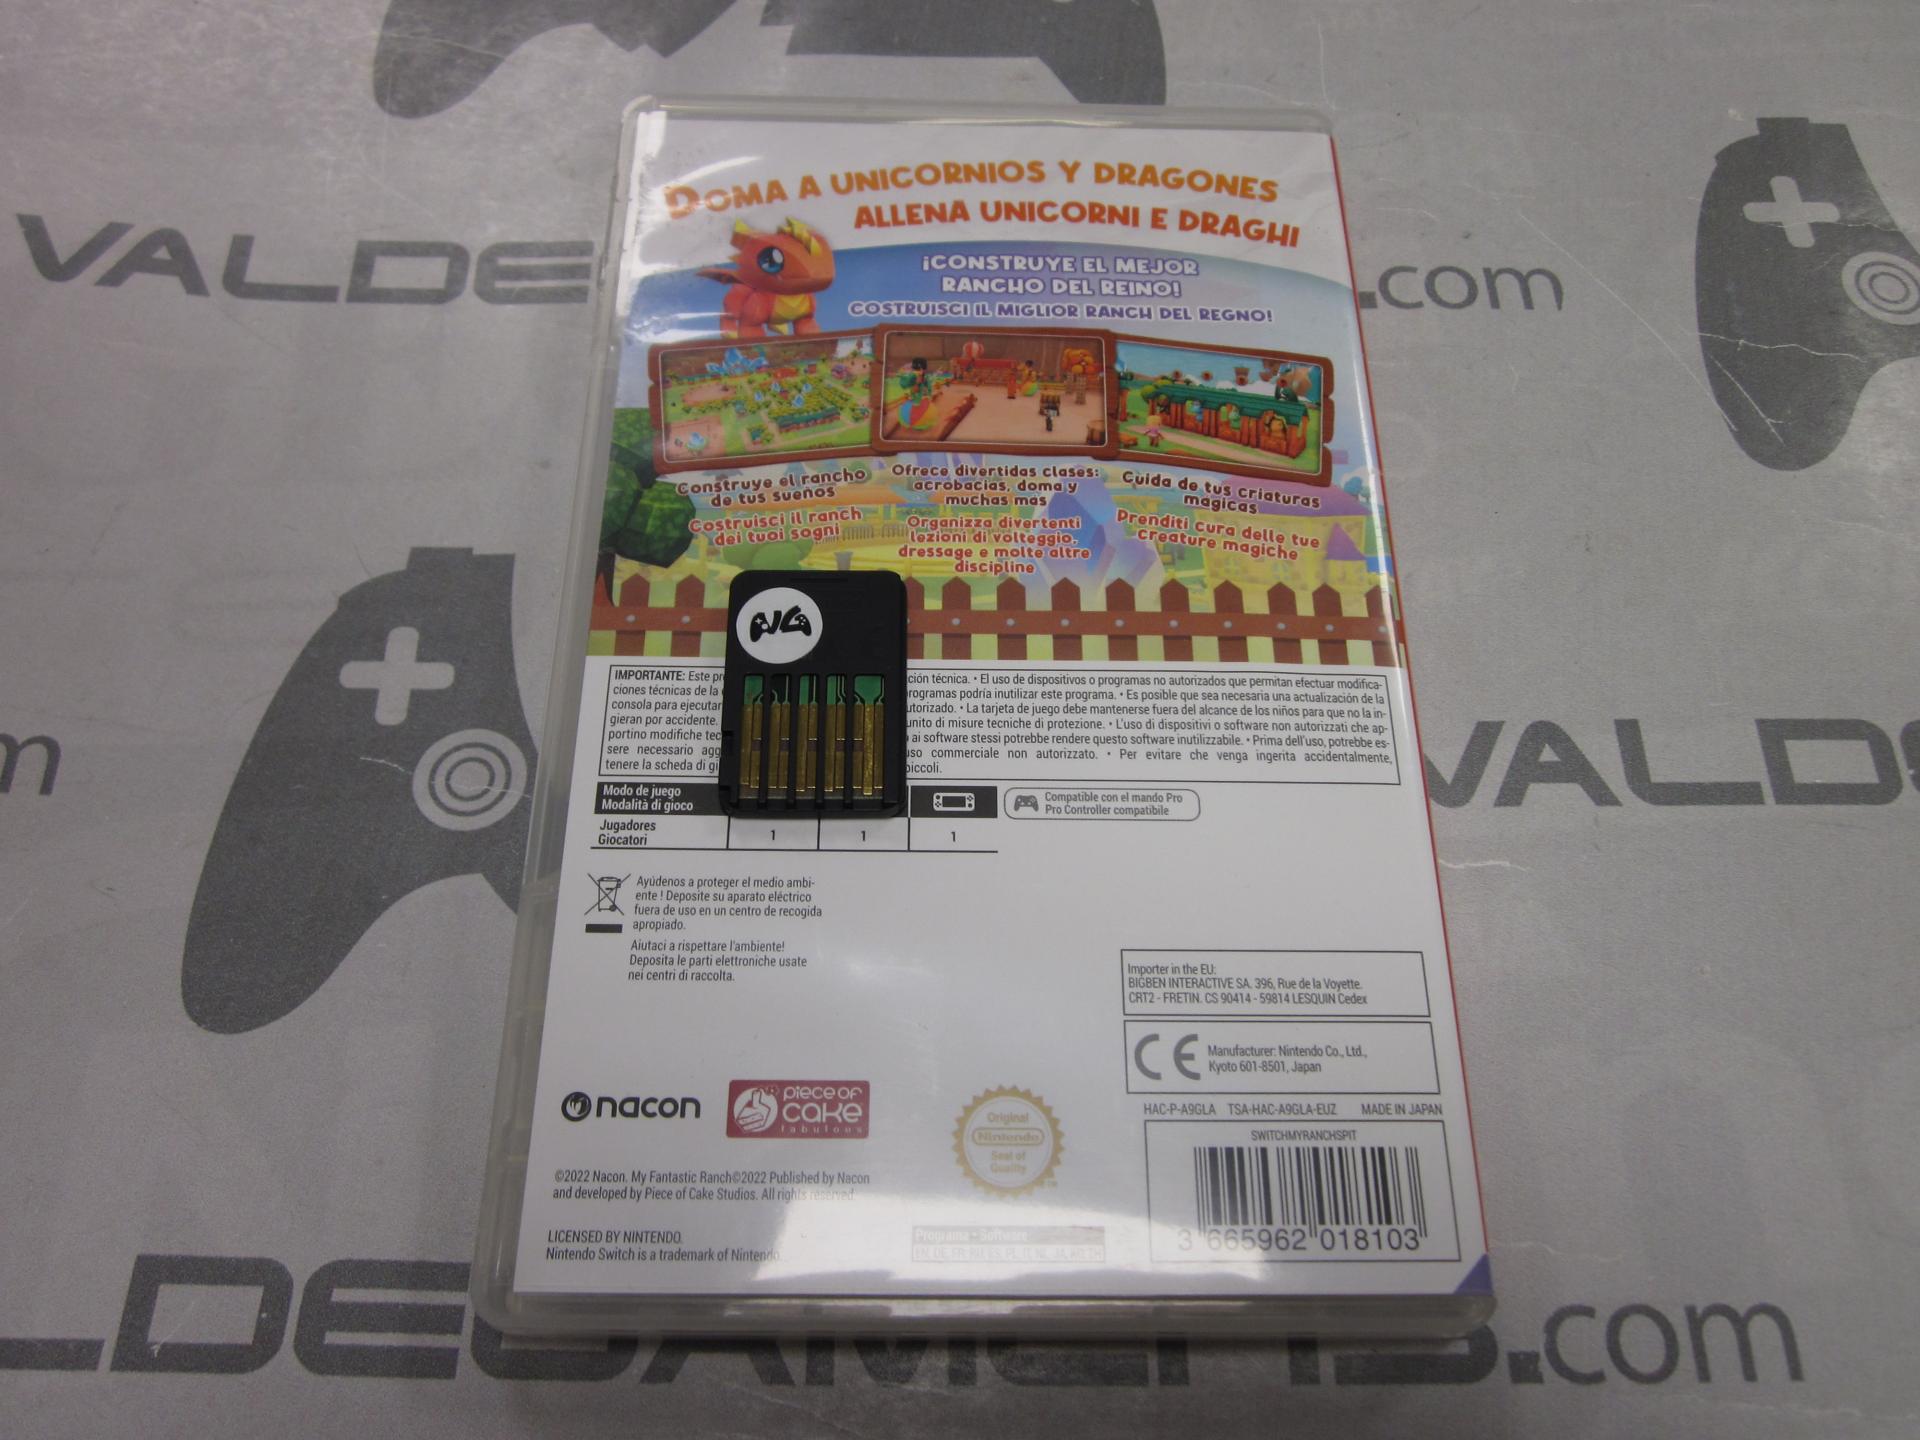 VALDE
.com
DOMA A UNICORNIOS Y DRAGONES
ALLENA UNICORNI E DRAGHI
¡CONSTRUYE EL MEJOR
RANCHO DEL REINO!
COSTRUISCI IL MIGLIOR RANCH DEL REGNO!
Construye el rancho
de tus sueños
Costruisci il ranch
dei tuoi sogni
Ofrece divertidas clases:
acrobacias, doma y
muchas más
Organizza divertenti
lezioni di volteggio,
dressage e molte altre
discipline
Cuida de tus criaturas
mágicas
Prenditi cura delle tue
creature magiche
IMPORTANTE: Este pr
ción técnica. • El uso de dispositivos o programas no autorizados que permitan efectuar modifica-
ciones técnicas de la
programas podría inutilizar este programa. • Es posible que sea necesaria una actualización de la
consola para ejecutar
utorizado. • La tarjeta de juego debe mantenerse fuera del alcance de los niños para que no la in-
gieran por accidente.
unito di misure tecniche di protezione. • L'uso di dispositivi o software non autorizzati che ap-
portino modifiche tec
ai software stessi potrebbe rendere questo software inutilizzabile. • Prima dell'uso, potrebbe es-
sere necessario agg
uso commerciale non autorizzato. • Per evitare che venga ingerita accidentalmente,
tenere la scheda di gi
piccoli.
Modo de juego
Modalità di gioco
Compatible con el mando Pro
Pro Controller compatibile
Jugadores
Giocatori
1 1 1
Ayúdenos a proteger el medio ambi-
ente ! Deposite su aparato eléctrico
fuera de uso en un centro de recogida
apropiado.
Aiutaci a rispettare l'ambiente!
Deposita le parti elettroniche usate
nei centri di raccolta.
Importer in the EU:
BIGBEN INTERACTIVE SA. 396, Rue de la Voyette.
CRT2 - FRETIN. CS 90414 - 59814 LESQUIN Cedex
CE
Manufacturer: Nintendo Co., Ltd.,
Kyoto 601-8501, Japan
HAC-P-A9GLA TSA-HAC-A9GLA-EUZ MADE IN JAPAN
SWITCHMYRANCHSPIT
3 665962 018103
nacon
piece of
cake
fabulous
Original
Nintendo
Seal of
Quality
TM
©2022 Nacon. My Fantastic Ranch©2022 Published by Nacon
and developed by Piece of Cake Studios. All rights reserved.
LICENSED BY NINTENDO.
Nintendo Switch is a trademark of Nintendo.
Programa • Software
m
VALD
LDEGAMERS.com